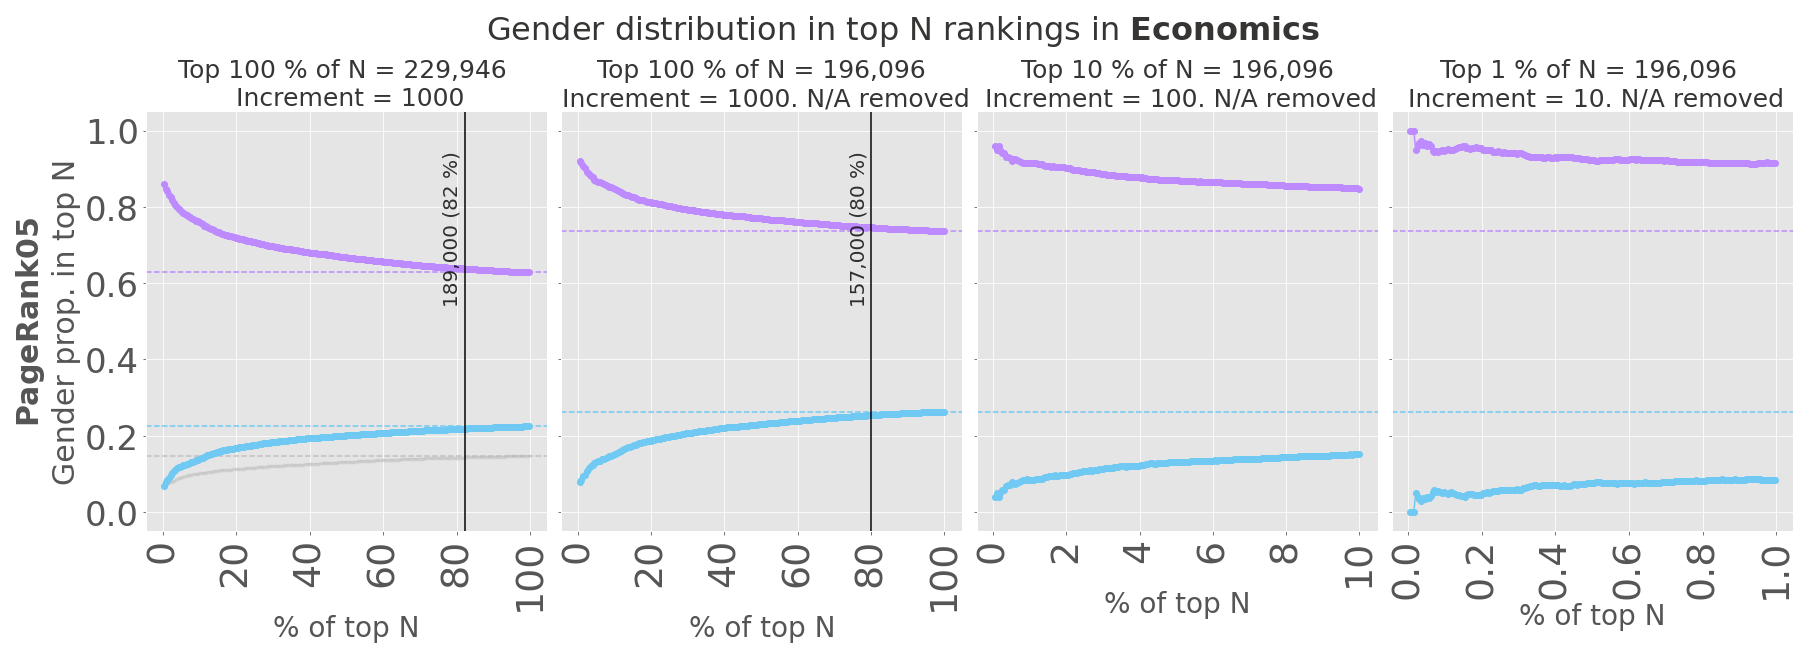 Gender distribution in top N rankings in Economics
Top 100 % of N = 229,946
Increment = 1000
Top 100 % of N = 196,096
Increment = 1000. N/A removed
Top 10 % of N = 196,096
Increment = 100. N/A removed
Top 1 % of N = 196,096
Increment = 10. N/A removed
PageRank05
Gender prop. in top N
1.0
0.8
0.6
0.4
0.2
0.0
189,000 (82 %)
157,000 (80 %)
0 20 40 60 80 100
0 20 40 60 80 100
0 2 4 6 8 10
0.0 0.2 0.4 0.6 0.8 1.0
% of top N
% of top N
% of top N
% of top N